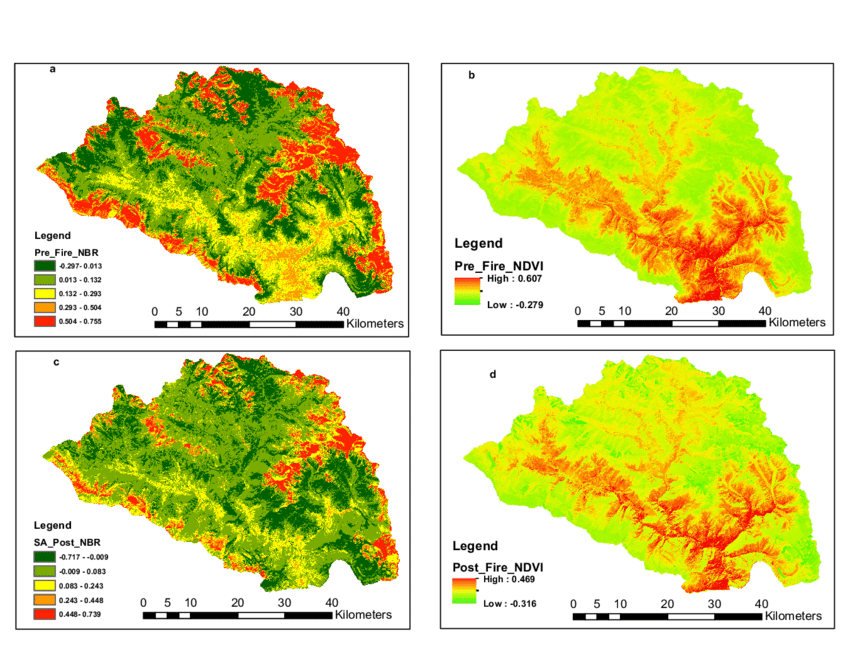 a
Legend
Pre_Fire_NBR
-0.297- 0.013
0.013 - 0.132
0.132 - 0.293
0.293 - 0.504
0.504 - 0.755
0 5 10 20 30 40
Kilometers
b
Legend
Pre_Fire_NDVI
High : 0.607
Low : -0.279
0 5 10 20 30 40
Kilometers
c
Legend
SA_Post_NBR
-0.717 - -0.009
-0.009 - 0.083
0.083 - 0.243
0.243 - 0.448
0.448- 0.739
0 5 10 20 30 40
Kilometers
d
Legend
Post_Fire_NDVI
High : 0.469
Low : -0.316
0 5 10 20 30 40
Kilometers